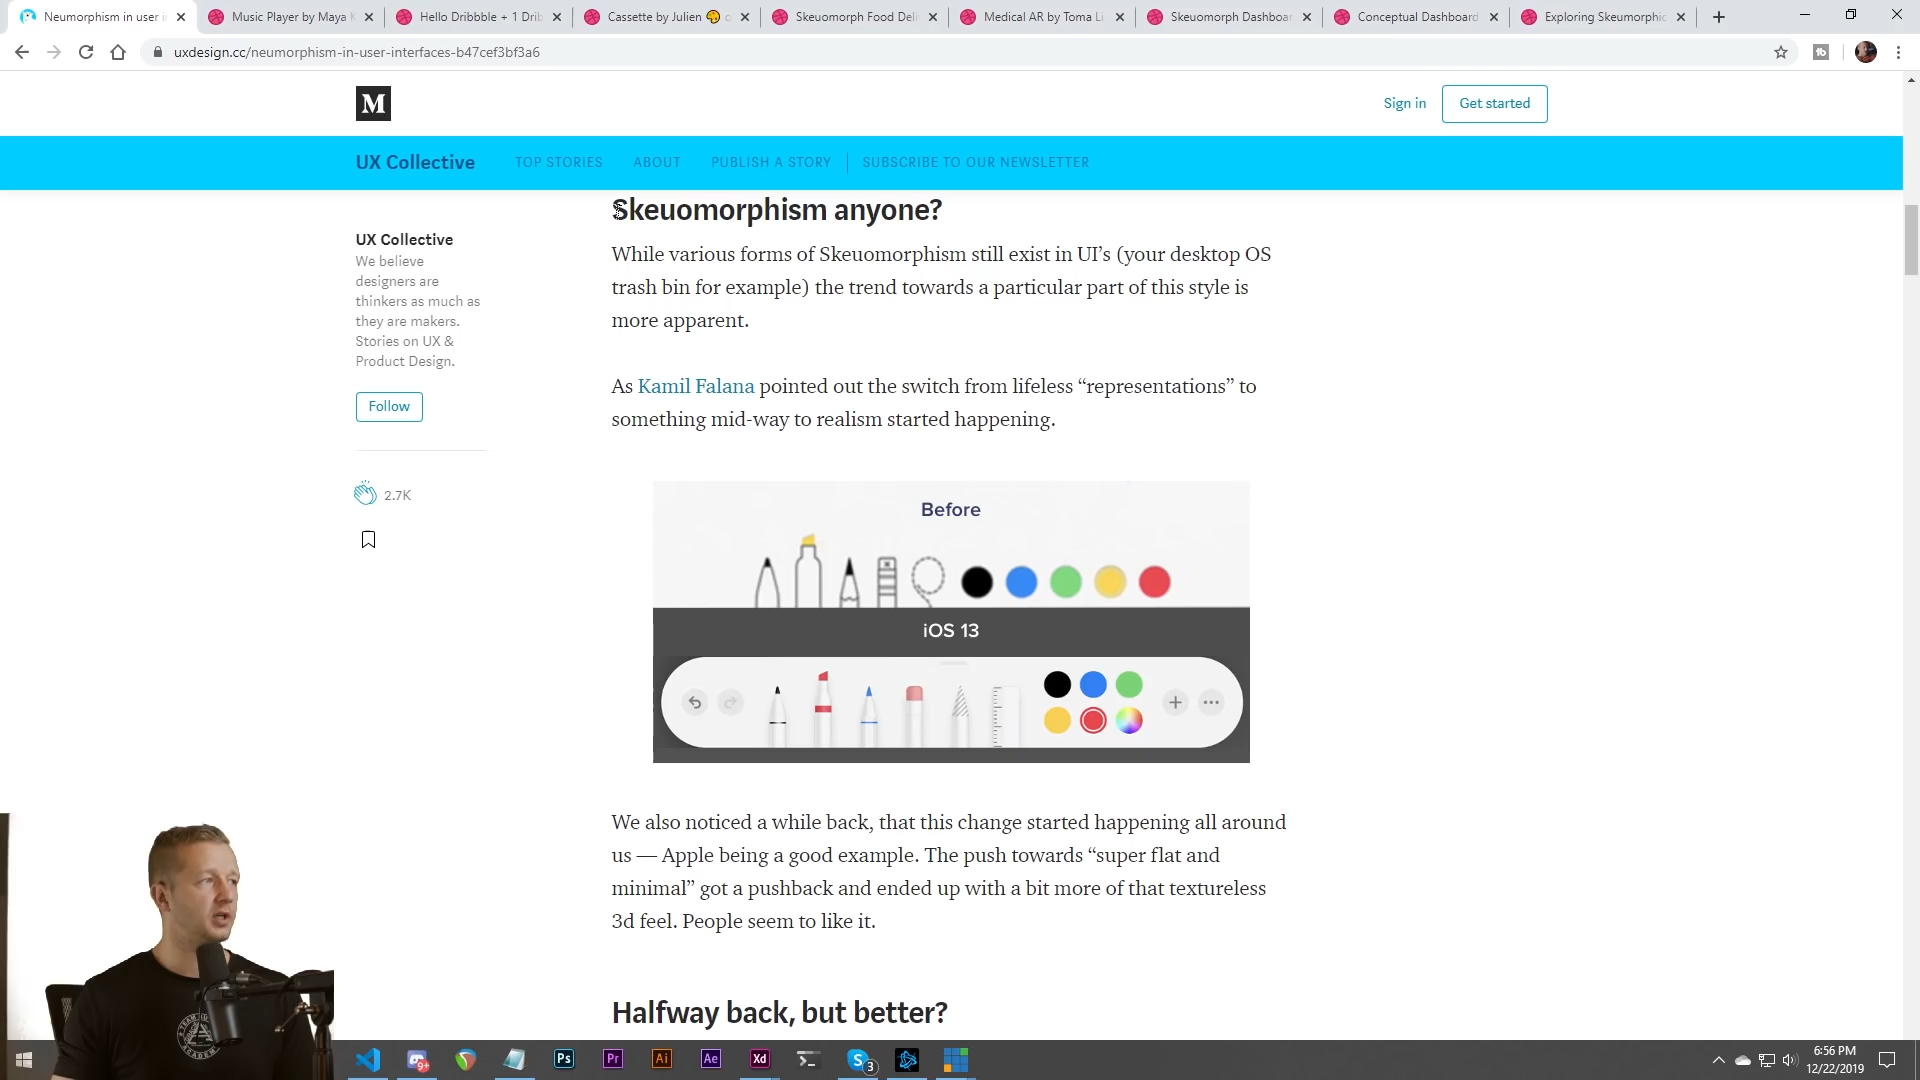 Neumorphism in user i
Music Player by Maya K
Hello Dribbble + 1 Drib
Cassette by Julien
Skeuomorph Food Deli
Medical AR by Toma Li
Skeuomorph Dashboar
Conceptual Dashboard
Exploring Skeumorphic
uxdesign.cc/neumorphism-in-user-interfaces-b47cef3bf3a6
M
Sign in
Get started
UX Collective
TOP STORIES
ABOUT
PUBLISH A STORY
SUBSCRIBE TO OUR NEWSLETTER
UX Collective
We believe
designers are
thinkers as much as
they are makers.
Stories on UX &
Product Design.
Follow
2.7K
Skeuomorphism anyone?
While various forms of Skeuomorphism still exist in UI’s (your desktop OS
trash bin for example) the trend towards a particular part of this style is
more apparent.
As Kamil Falana pointed out the switch from lifeless “representations” to
something mid-way to realism started happening.
Before
iOS 13
We also noticed a while back, that this change started happening all around
us — Apple being a good example. The push towards “super flat and
minimal” got a pushback and ended up with a bit more of that textureless
3d feel. People seem to like it.
Halfway back, but better?
9+
Ps
Pr
Ai
Ae
Xd
S
3
6:56 PM
12/22/2019